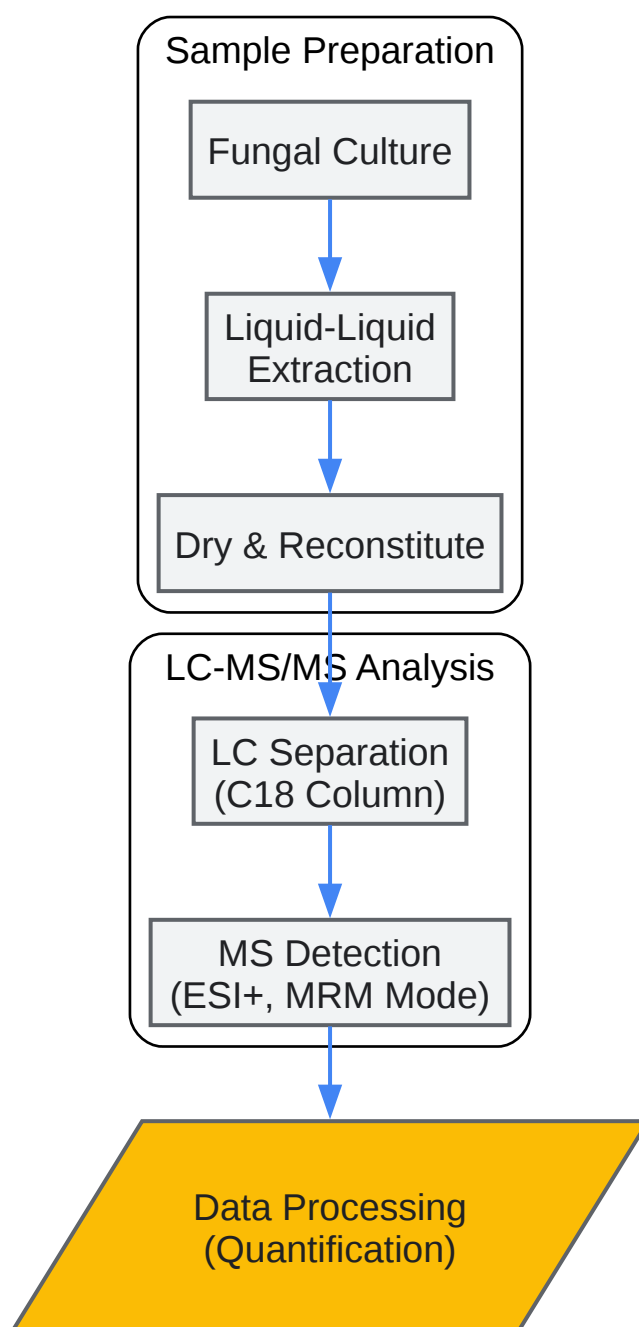 Sample Preparation
Fungal Culture
Liquid-Liquid
Extraction
Dry & Reconstitute
LC-MS/MS Analysis
LC Separation
(C18 Column)
MS Detection
(ESI+, MRM Mode)
Data Processing
(Quantification)